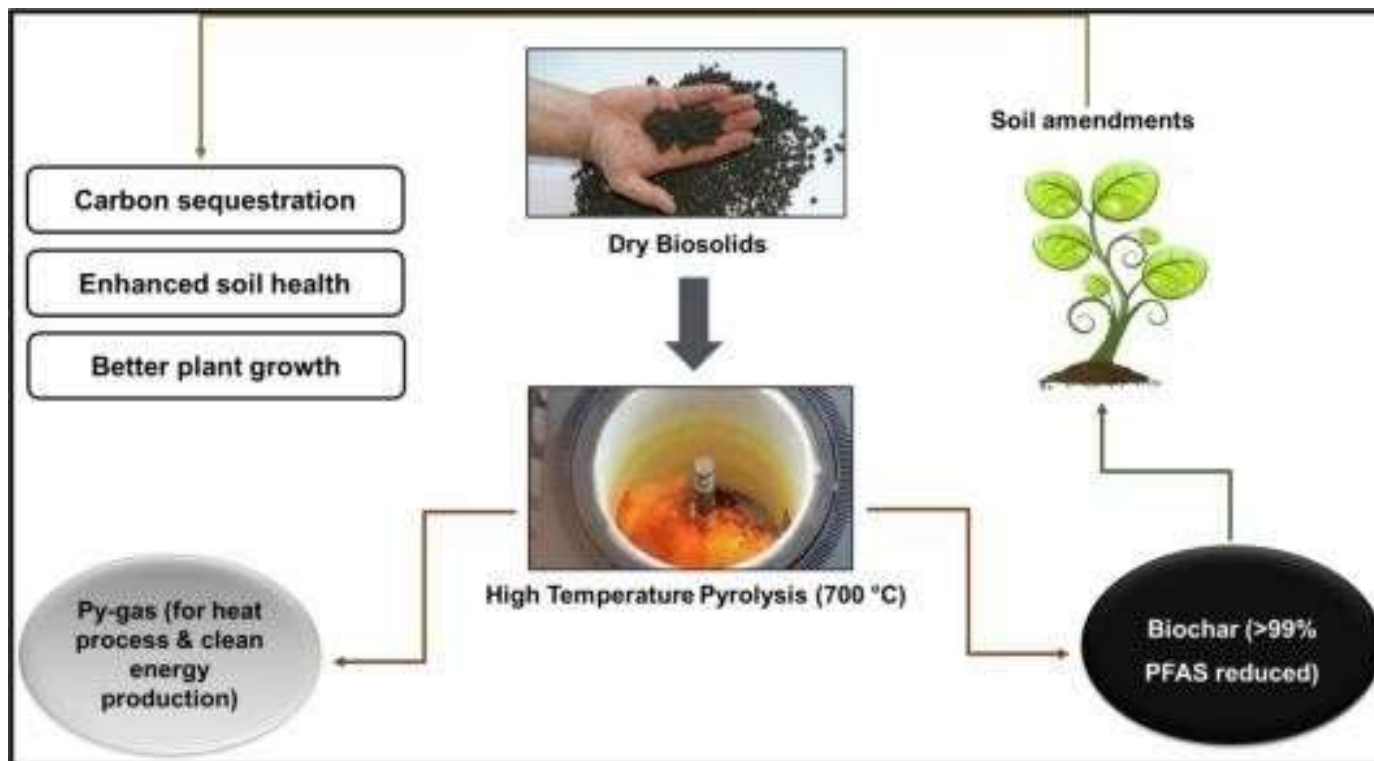 Soil amendments
Carbon sequestration
Enhanced soil health
Better plant growth
Dry Biosolids
High Temperature Pyrolysis (700 °C)
Py-gas (for heat
process & clean
energy
production)
Biochar (>99%
PFAS reduced)